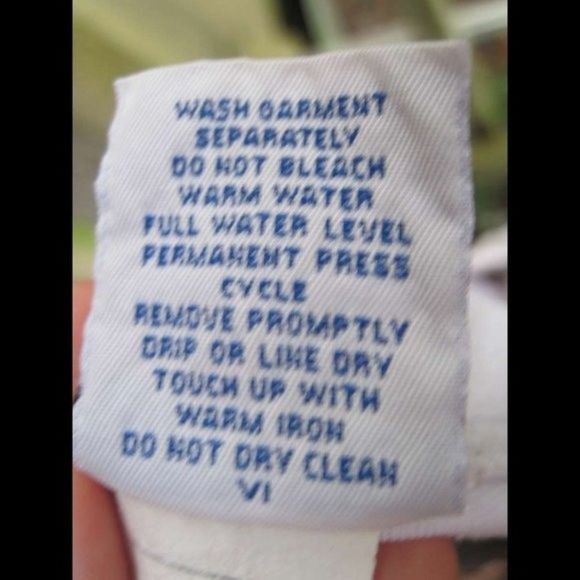 WASH GARMENT
SEPARATELY
DO NOT BLEACH
WARM WATER
FULL WATER LEVEL
PERMANENT PRESS
CYCLE
REMOVE PROMPTLY
DRIP OR LINE DRY
TOUCH UP WITH
WARM IRON
DO NOT DRY CLEAN
VI